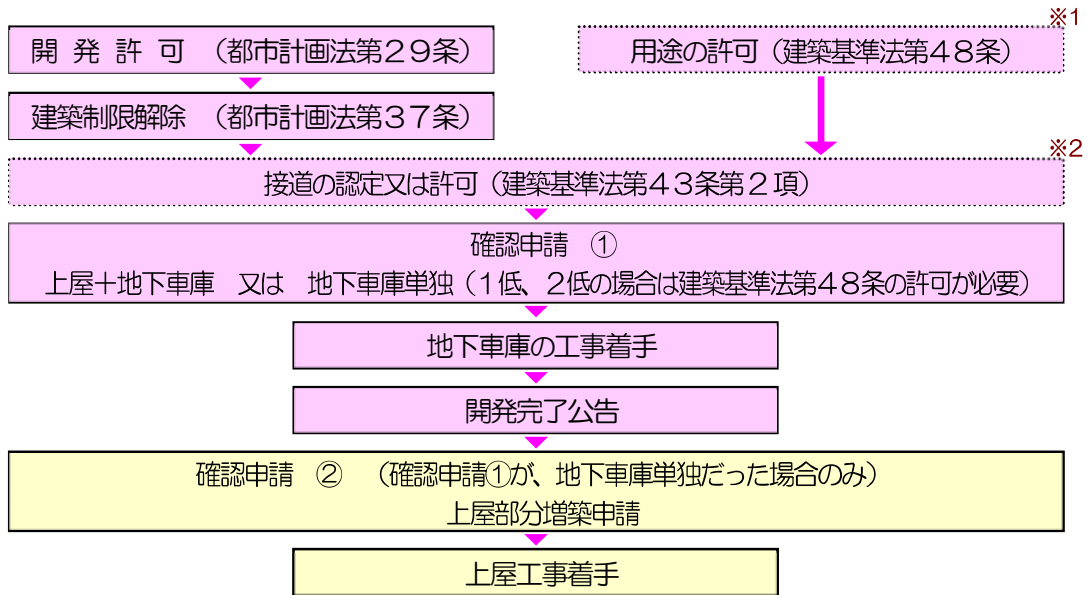 ※1
開 発 許 可 （都市計画法第２９条）
用途の許可（建築基準法第４８条）
建築制限解除 （都市計画法第３７条）
※2
接道の認定又は許可（建築基準法第４３条第２項）
確認申請 ①
上屋＋地下車庫 又は 地下車庫単独（１低、２低の場合は建築基準法第４８条の許可が必要）
地下車庫の工事着手
開発完了公告
確認申請 ② （確認申請①が、地下車庫単独だった場合のみ）
上屋部分増築申請
上屋工事着手